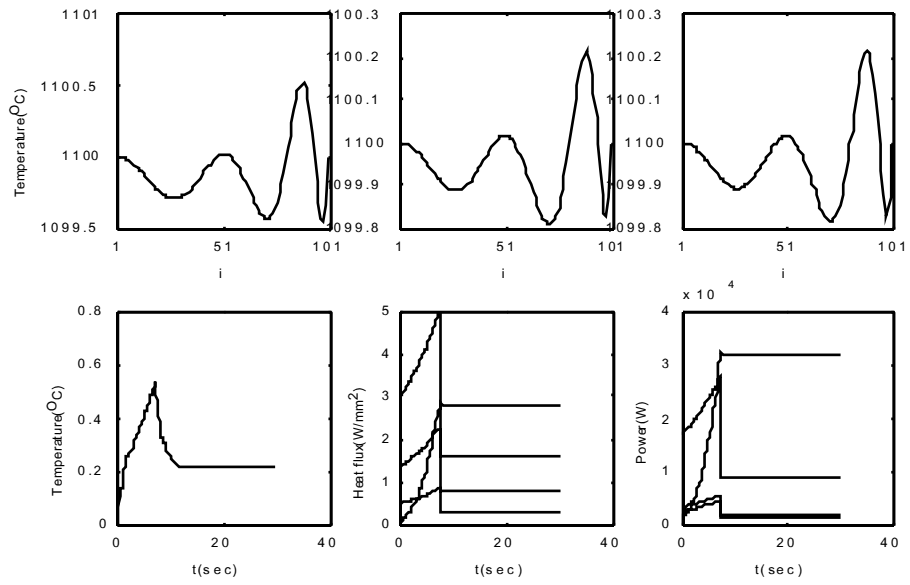 1101
1100.5
1100
1099.5
Temperature(OC)
1 51 101
i
1100.3
1100.2
1100.1
1100
1099.9
1099.8
1 51 101
i
1100.3
1100.2
1100.1
1100
1099.9
1099.8
1 51 101
i
0.8
0.6
0.4
0.2
0
Temperature(OC)
0 20 40
t(sec)
5
4
3
2
1
0
Heat flux(W/mm2)
0 20 40
t(sec)
x 10 4
4
3
2
1
0
Power(W)
0 20 40
t(sec)